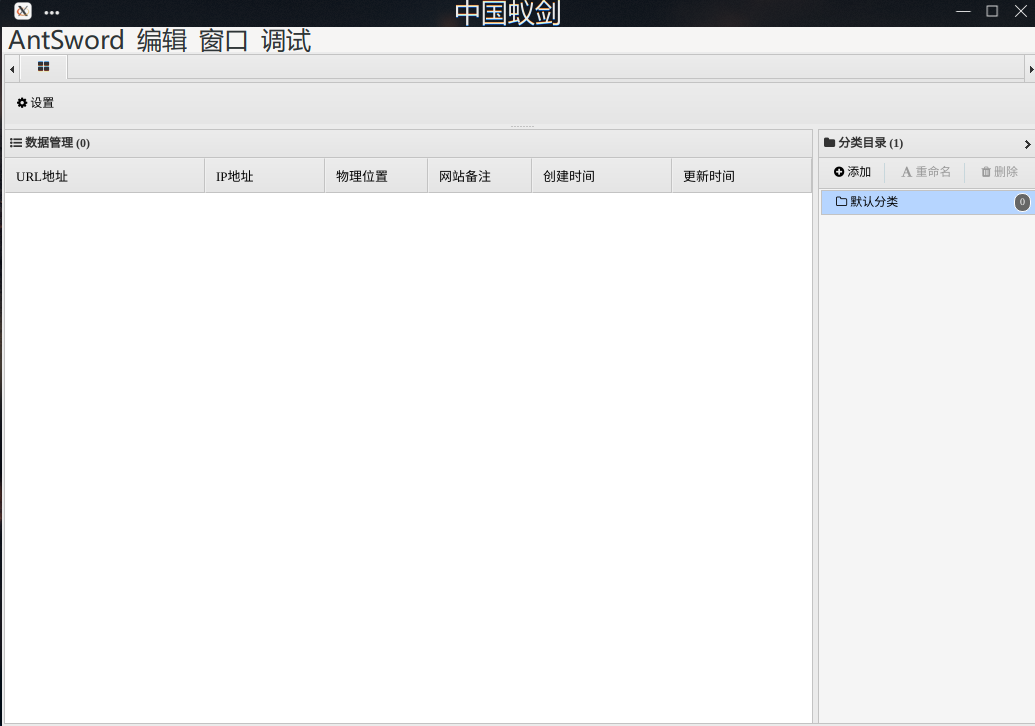 中国蚁剑
AntSword 编辑 窗口 调试
设置
数据管理 (0)
URL地址 IP地址 物理位置 网站备注 创建时间 更新时间
分类目录 (1)
添加 重命名 删除
默认分类 0